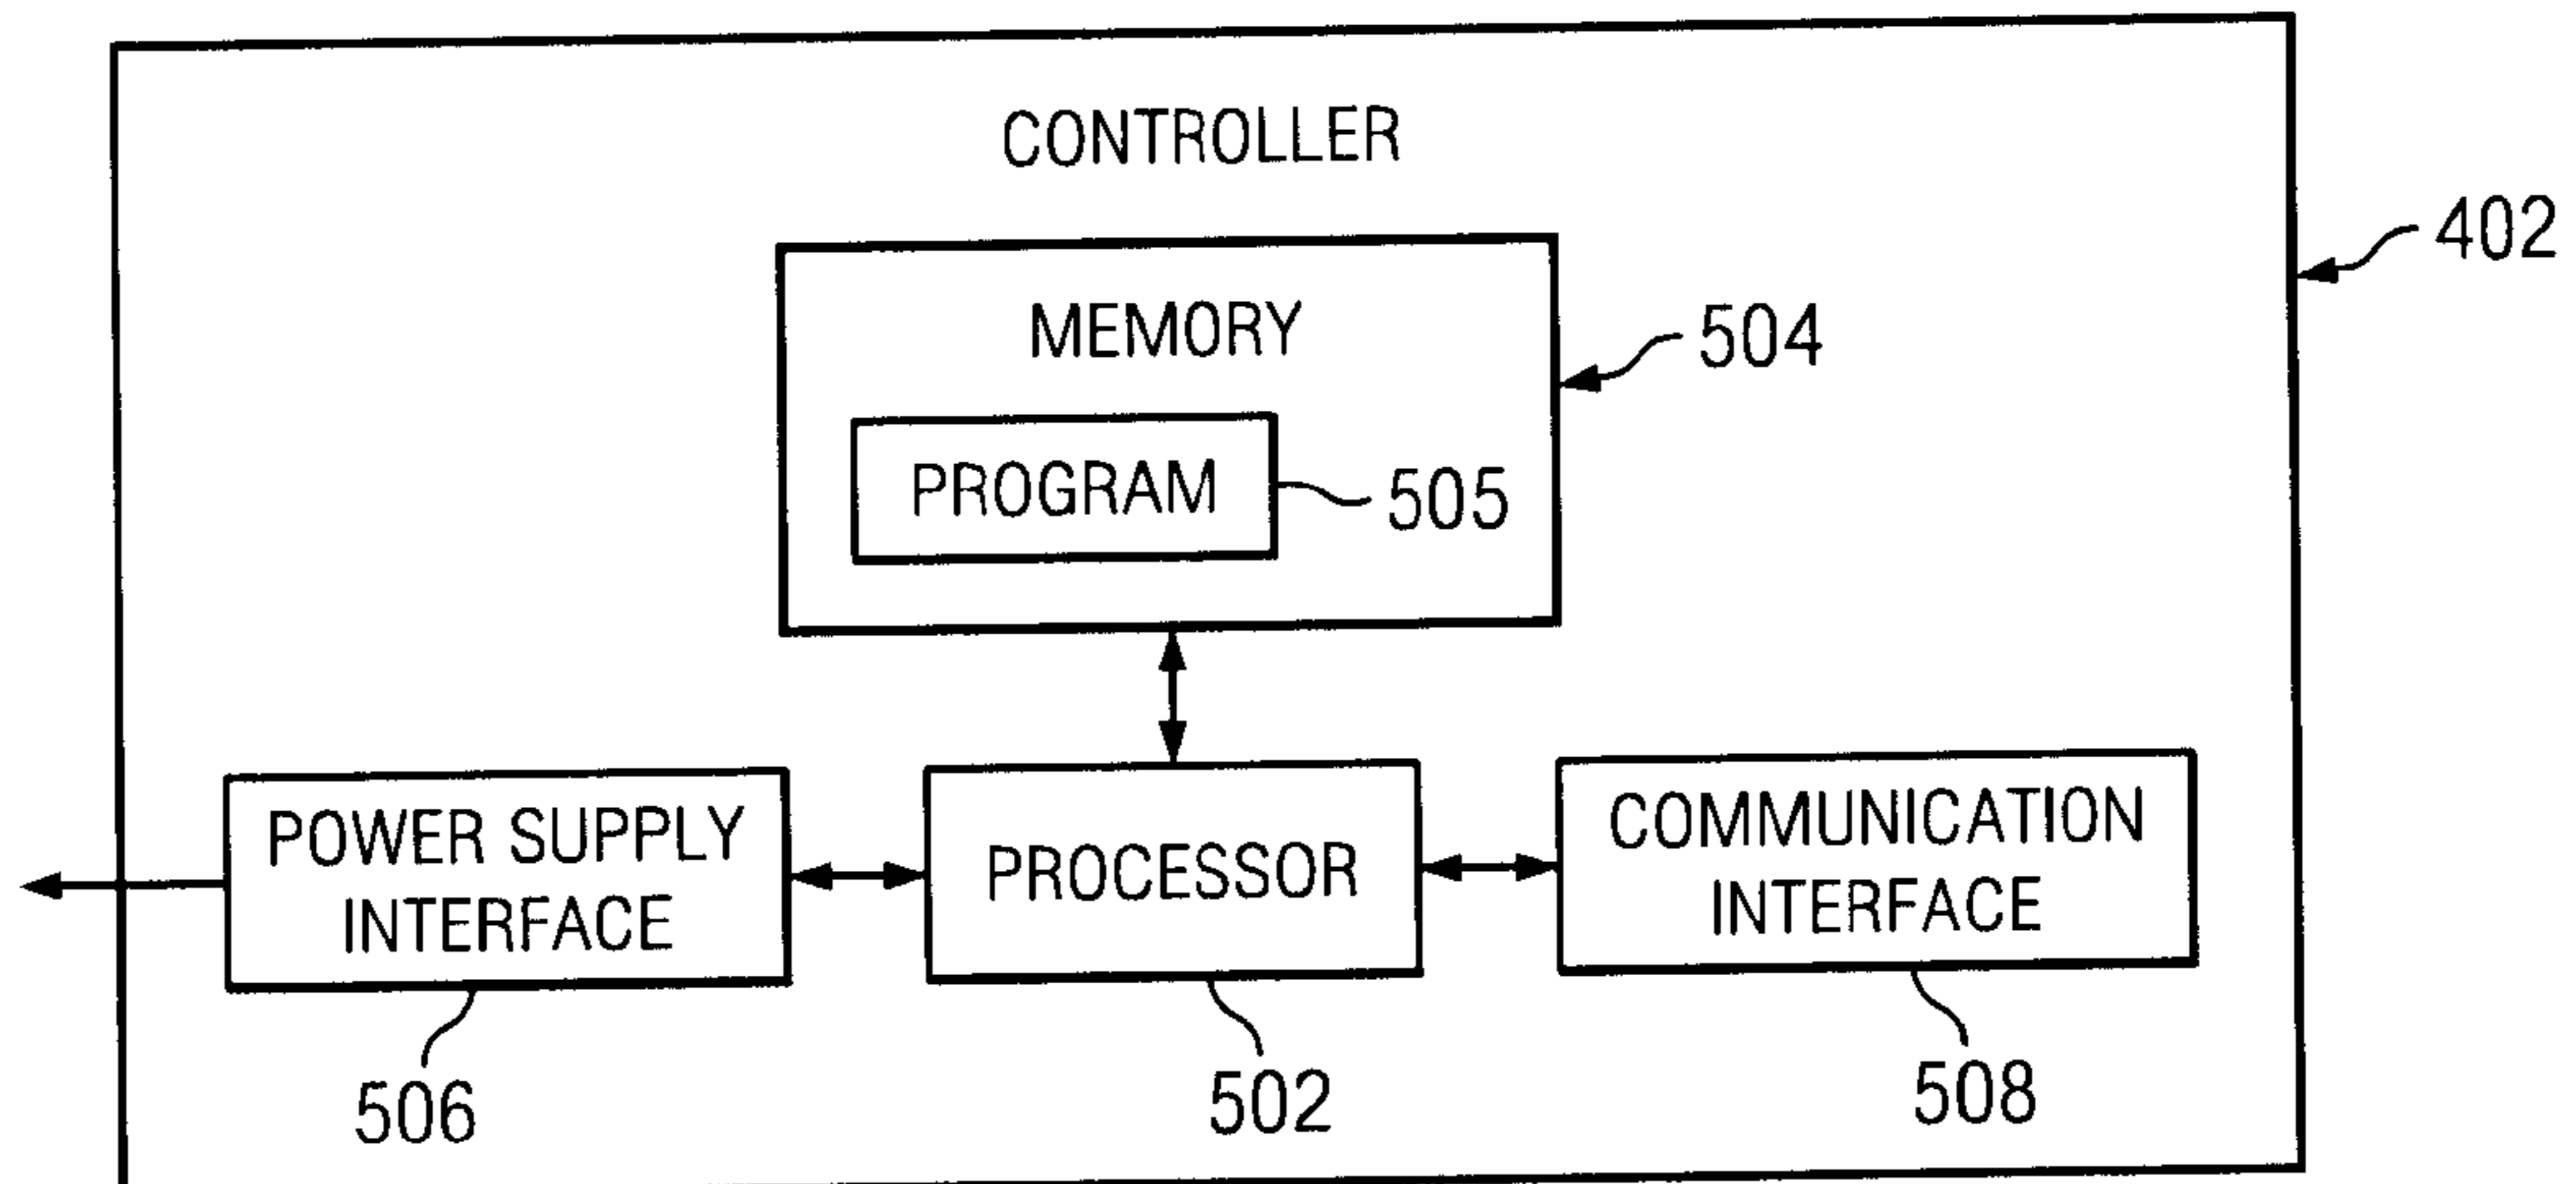 CONTROLLER
402
MEMORY
504
PROGRAM
505
POWER SUPPLY
INTERFACE
PROCESSOR
COMMUNICATION
INTERFACE
506
502
508